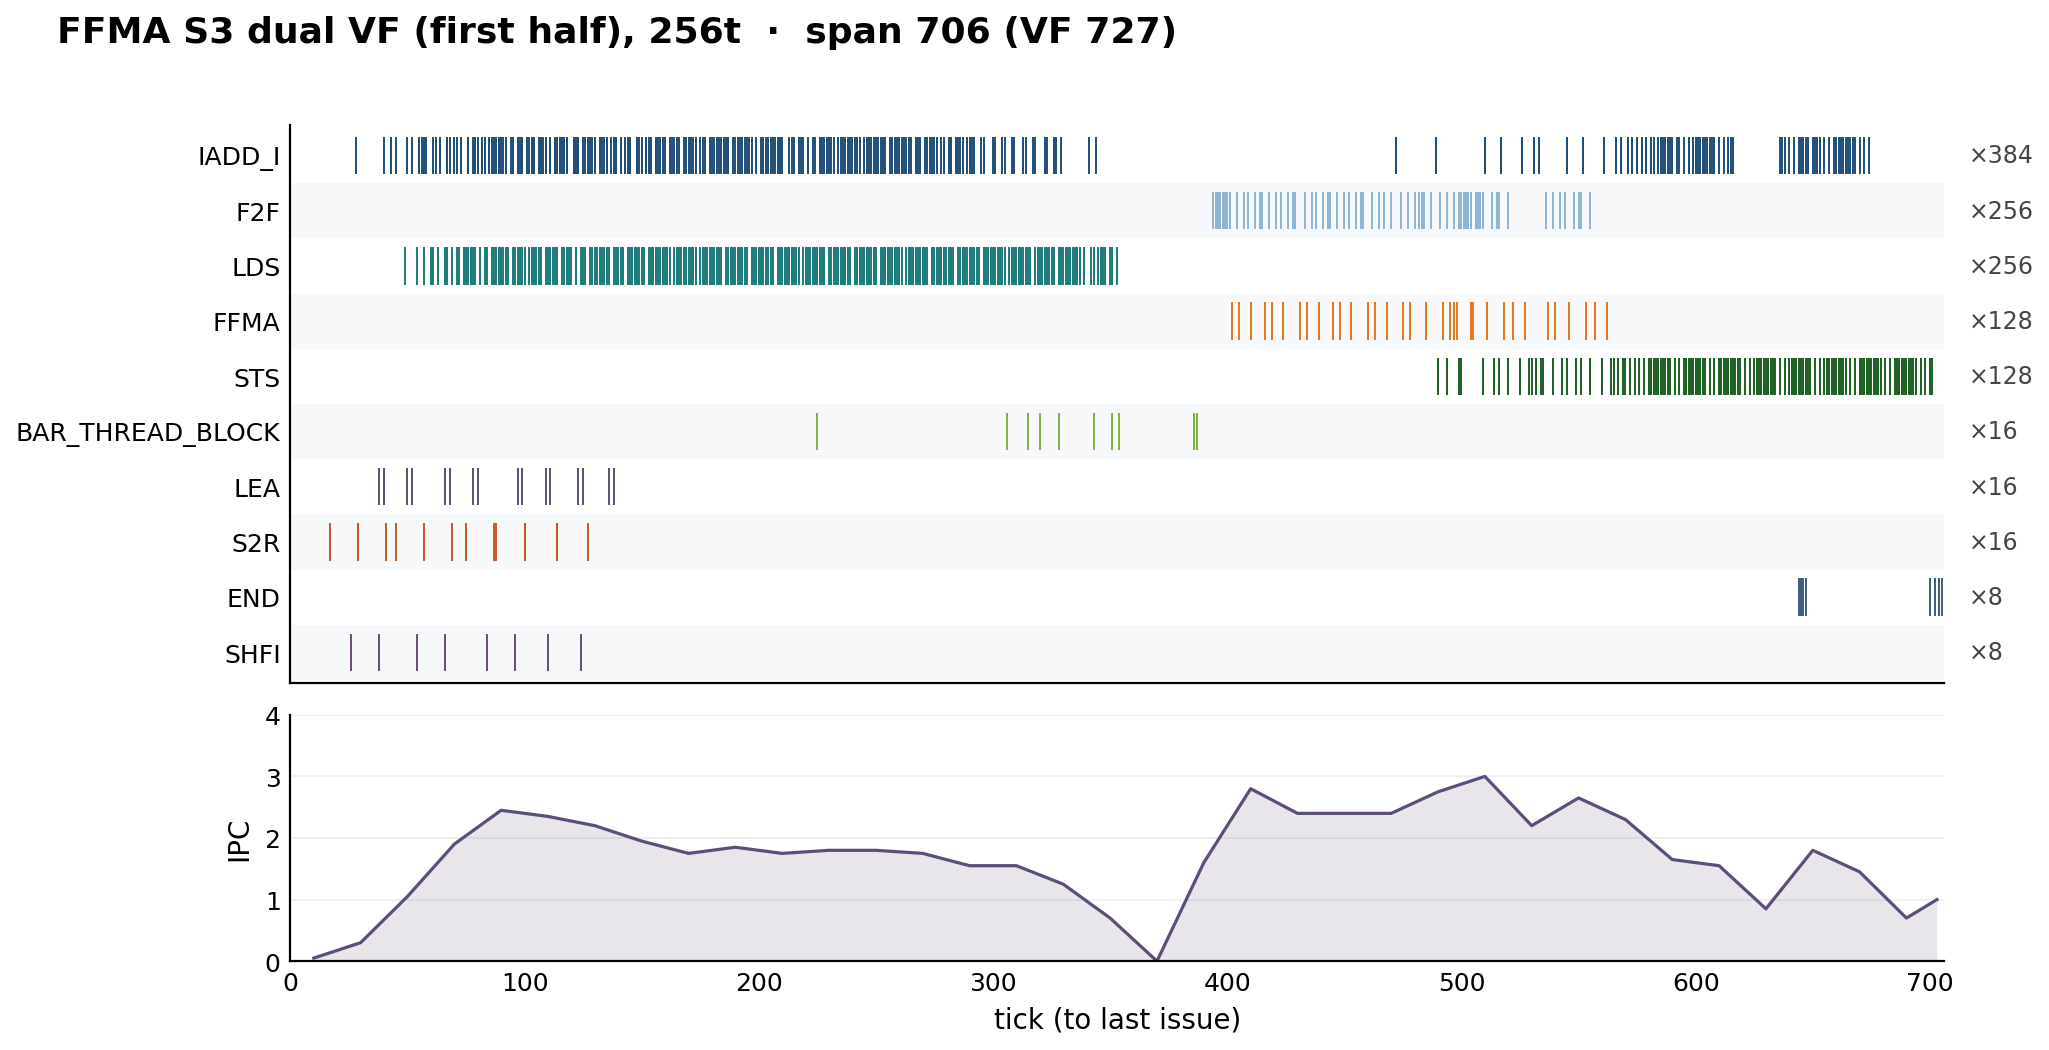 FFMA S3 dual VF (first half), 256t · span 706 (VF 727)
IADD_I ×384
F2F ×256
LDS ×256
FFMA ×128
STS ×128
BAR_THREAD_BLOCK ×16
LEA ×16
S2R ×16
END ×8
SHFI ×8
4
3
2
1
0
IPC
0 100 200 300 400 500 600 700
tick (to last issue)